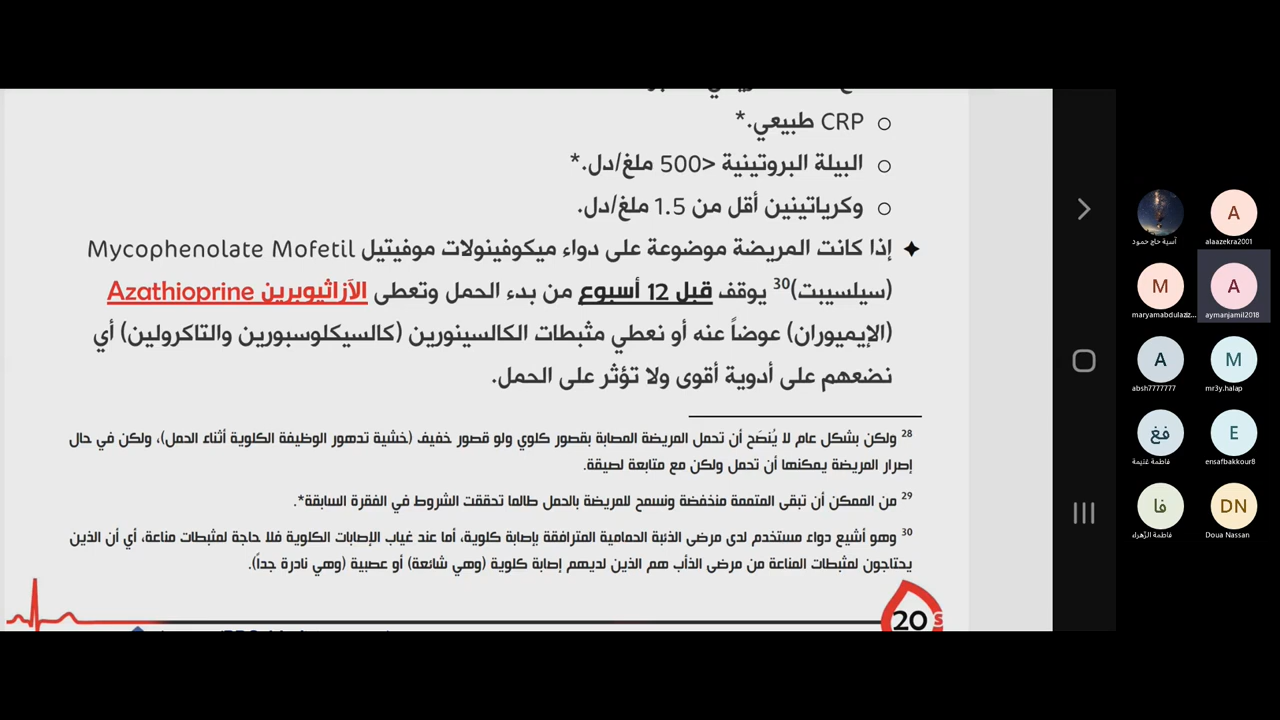 ○ CRP طبيعي.*
○ البيلة البروتينية <500 ملغ/دل.*
○ وكرياتينين أقل من 1.5 ملغ/دل.
✦ إذا كانت المريضة موضوعة على دواء ميكوفينولات موفيتيل Mycophenolate Mofetil
(سيلسيبت)30 يوقف قبل 12 أسبوع من بدء الحمل وتعطى الآزاثيوبرين Azathioprine
(الإيميوران) عوضاً عنه أو نعطي مثبطات الكالسينورين (كالسيكلوسبورين والتاكرولين) أي
نضعهم على أدوية أقوى ولا تؤثر على الحمل.
28 ولكن بشكل عام لا يُنصَح أن تحمل المريضة المصابة بقصور كلوي ولو قصور خفيف (خشية تدهور الوظيفة الكلوية أثناء الحمل)، ولكن في حال
إصرار المريضة يمكنها أن تحمل ولكن مع متابعة لصيقة.
29 من الممكن أن تبقى المتممة منخفضة ونسمح للمريضة بالحمل طالما تحققت الشروط في الفقرة السابقة*.
30 وهو أشيع دواء مستخدم لدى مرضى الذئبة الحمامية المترافقة بإصابة كلوية، أما عند غياب الإصابات الكلوية فلا حاجة لمثبطات مناعة، أي أن الذين
يحتاجون لمثبطات المناعة من مرضى الذأب هم الذين لديهم إصابة كلوية (وهي شائعة) أو عصبية (وهي نادرة جداً).
20
آسية حاج حمود
A
alaazekra2001
M
maryamabdulaziz...
A
aymanjamil2018
A
absh7777777
M
mr3y.halap
فغ
فاطمة غنيمة
E
ensafbakkour8
فا
فاطمة الزهراء
DN
Doua Nassan